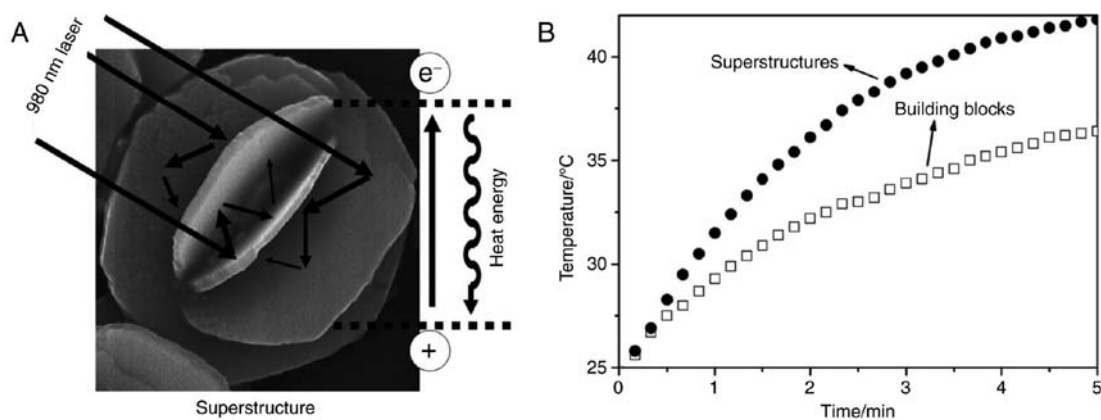 A
980 nm laser
e⁻
Heat energy
+
Superstructure
B
Temperature/°C
40
35
30
25
Superstructures
Building blocks
0
1
2
3
4
5
Time/min